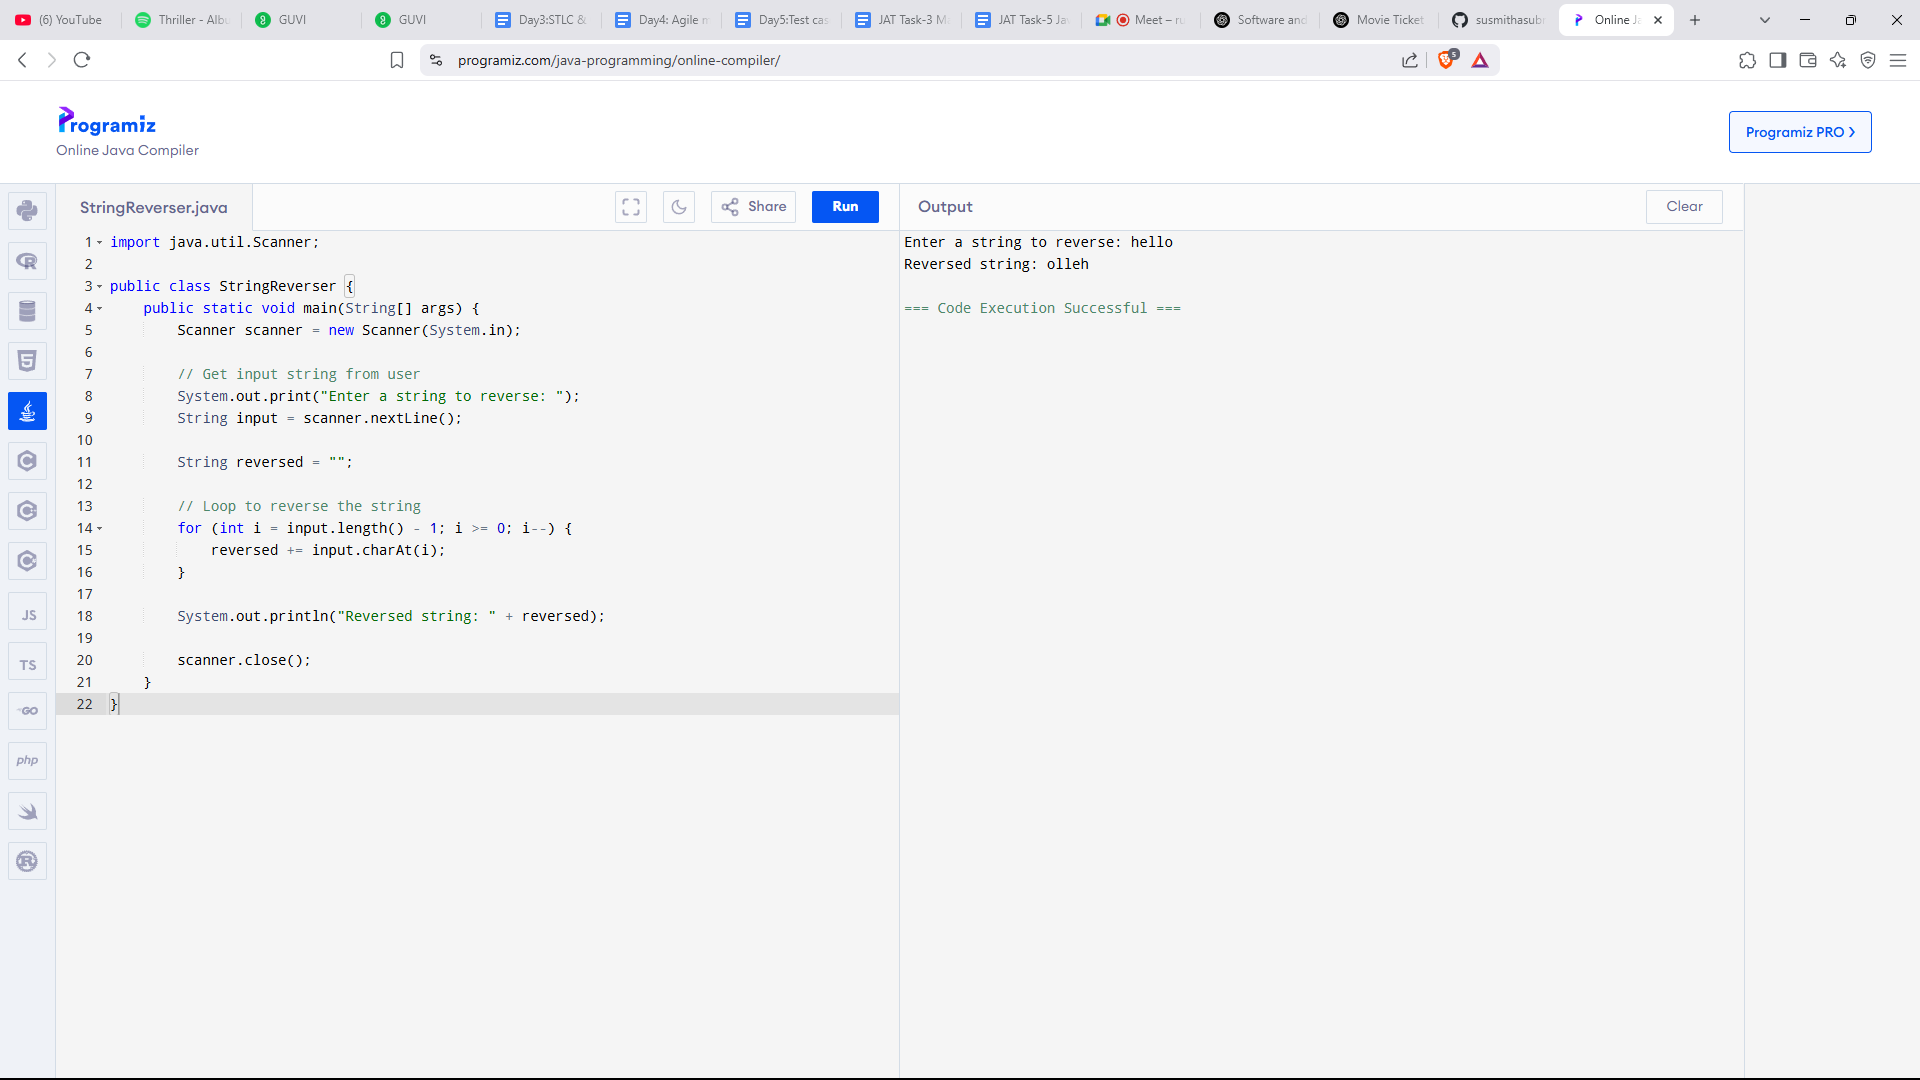 (6) YouTube
Thriller - Albu
GUVI
GUVI
Day3:STLC &
Day4: Agile m
Day5:Test cas
JAT Task-3 Ma
JAT Task-5 Jav
Meet – ru
Software and
Movie Ticket
susmithasubr
Online Ja
programiz.com/java-programming/online-compiler/
5
Programiz
Online Java Compiler
Programiz PRO
StringReverser.java
Share
Run
Output
Clear
1 import java.util.Scanner;
2
3 public class StringReverser {
4 public static void main(String[] args) {
5 Scanner scanner = new Scanner(System.in);
6
7 // Get input string from user
8 System.out.print("Enter a string to reverse: ");
9 String input = scanner.nextLine();
10
11 String reversed = "";
12
13 // Loop to reverse the string
14 for (int i = input.length() - 1; i >= 0; i--) {
15 reversed += input.charAt(i);
16 }
17
18 System.out.println("Reversed string: " + reversed);
19
20 scanner.close();
21 }
22 }
Enter a string to reverse: hello
Reversed string: olleh
=== Code Execution Successful ===
R
5
C
C
C
JS
TS
GO
php
R